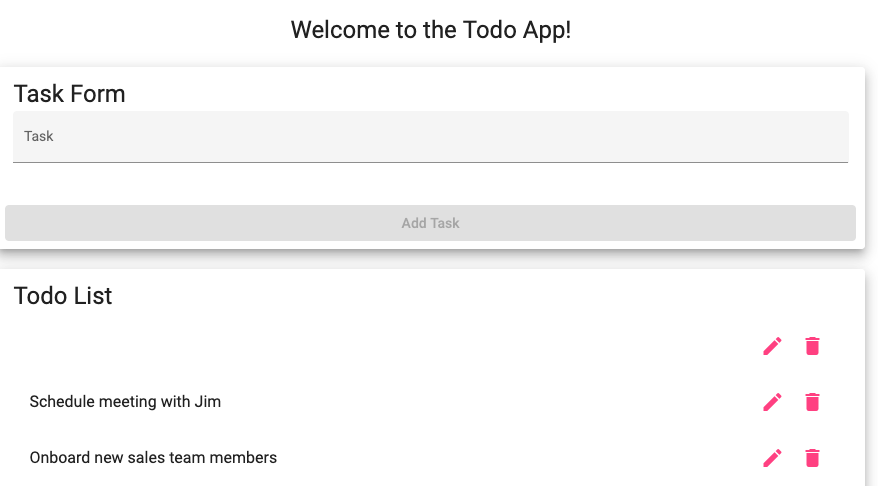 Welcome to the Todo App!
Task Form
Task
Add Task
Todo List
Schedule meeting with Jim
Onboard new sales team members